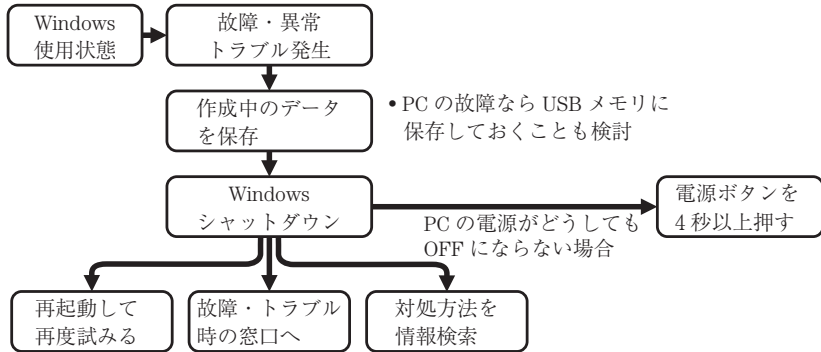 Windows
使用状態
故障・異常
トラブル発生
作成中のデータ
を保存
• PC の故障なら USB メモリに
保存しておくことも検討
Windows
シャットダウン
PC の電源がどうしても
OFF にならない場合
電源ボタンを
4 秒以上押す
再起動して
再度試みる
故障・トラブル
時の窓口へ
対処方法を
情報検索